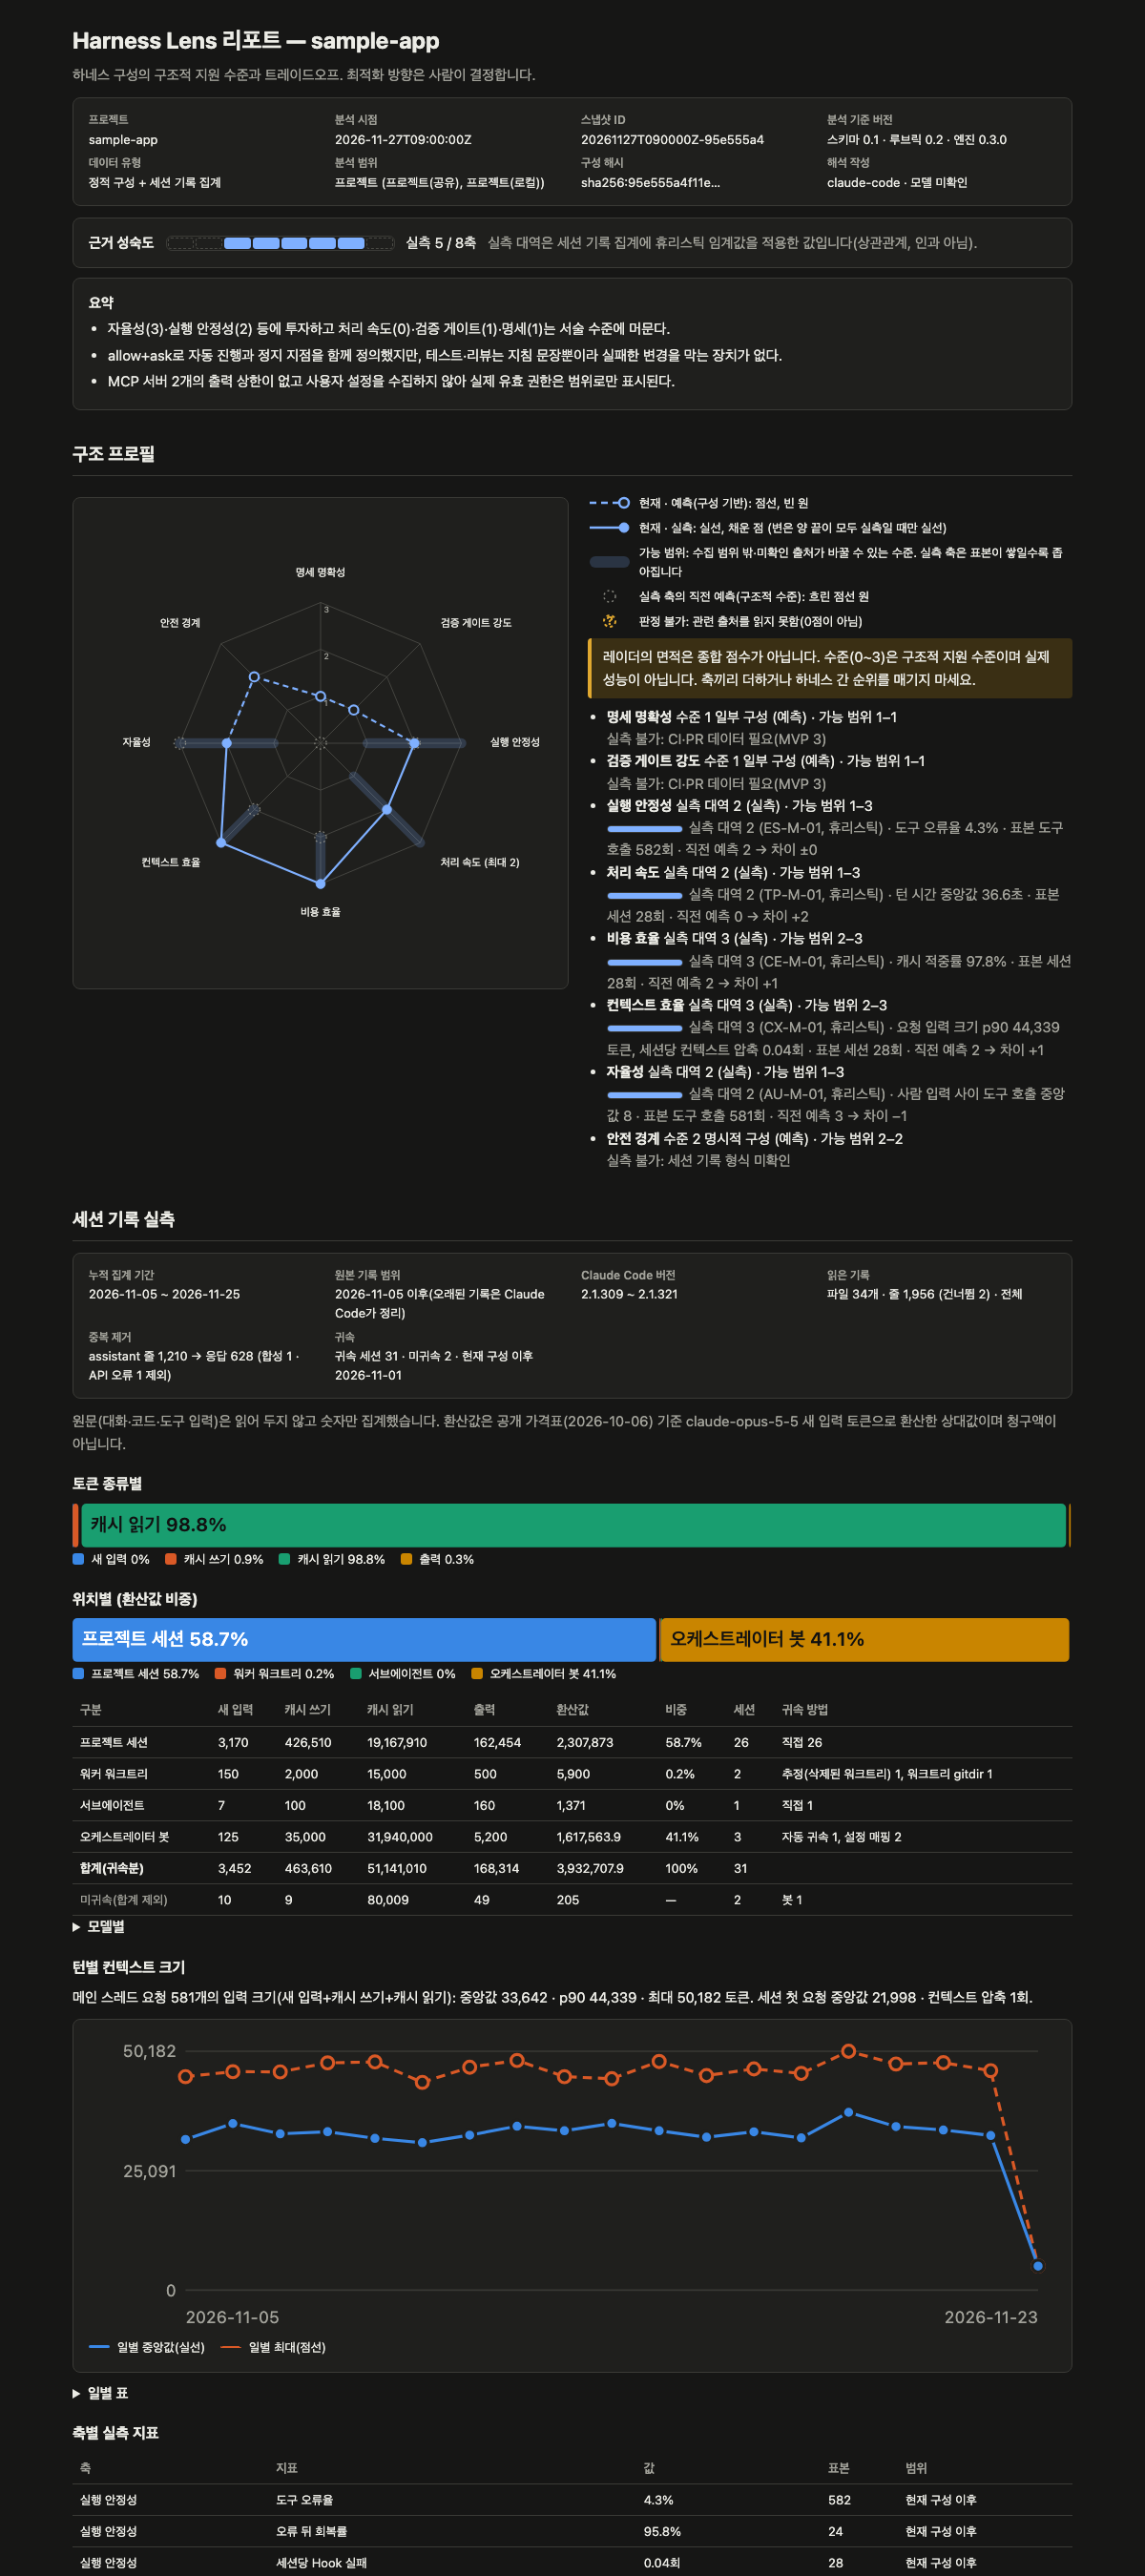 Harness Lens 리포트 — sample-app
하네스 구성의 구조적 지원 수준과 트레이드오프. 최적화 방향은 사람이 결정합니다.
프로젝트
sample-app
분석 시점
2026-11-27T09:00:00Z
스냅샷 ID
20261127T090000Z-95e555a4
분석 기준 버전
스키마 0.1 · 루브릭 0.2 · 엔진 0.3.0
데이터 유형
정적 구성 + 세션 기록 집계
분석 범위
프로젝트 (프로젝트(공유), 프로젝트(로컬))
구성 해시
sha256:95e555a4f11e…
해석 작성
claude-code · 모델 미확인
근거 성숙도 실측 5 / 8축 실측 대역은 세션 기록 집계에 휴리스틱 임계값을 적용한 값입니다(상관관계, 인과 아님).
요약
• 자율성(3)·실행 안정성(2) 등에 투자하고 처리 속도(0)·검증 게이트(1)·명세(1)는 서술 수준에 머문다.
• allow+ask로 자동 진행과 정지 지점을 함께 정의했지만, 테스트·리뷰는 지침 문장뿐이라 실패한 변경을 막는 장치가 없다.
• MCP 서버 2개의 출력 상한이 없고 사용자 설정을 수집하지 않아 실제 유효 권한은 범위로만 표시된다.
구조 프로필
명세 명확성
안전 경계
검증 게이트 강도
3
2
1
자율성
실행 안정성
컨텍스트 효율
처리 속도 (최대 2)
비용 효율
현재 · 예측(구성 기반): 점선, 빈 원
현재 · 실측: 실선, 채운 점 (변은 양 끝이 모두 실측일 때만 실선)
가능 범위: 수집 범위 밖·미확인 출처가 바꿀 수 있는 수준. 실측 축은 표본이 쌓일수록 좁
아집니다
실측 축의 직전 예측(구조적 수준): 흐린 점선 원
?
판정 불가: 관련 출처를 읽지 못함(0점이 아님)
레이더의 면적은 종합 점수가 아닙니다. 수준(0~3)은 구조적 지원 수준이며 실제
성능이 아닙니다. 축끼리 더하거나 하네스 간 순위를 매기지 마세요.
• 명세 명확성 수준 1 일부 구성 (예측) · 가능 범위 1–1
실측 불가: CI·PR 데이터 필요(MVP 3)
• 검증 게이트 강도 수준 1 일부 구성 (예측) · 가능 범위 1–1
실측 불가: CI·PR 데이터 필요(MVP 3)
• 실행 안정성 실측 대역 2 (실측) · 가능 범위 1–3
실측 대역 2 (ES-M-01, 휴리스틱) · 도구 오류율 4.3% · 표본 도구
호출 582회 · 직전 예측 2 → 차이 ±0
• 처리 속도 실측 대역 2 (실측) · 가능 범위 1–3
실측 대역 2 (TP-M-01, 휴리스틱) · 턴 시간 중앙값 36.6초 · 표본
세션 28회 · 직전 예측 0 → 차이 +2
• 비용 효율 실측 대역 3 (실측) · 가능 범위 2–3
실측 대역 3 (CE-M-01, 휴리스틱) · 캐시 적중률 97.8% · 표본 세션
28회 · 직전 예측 2 → 차이 +1
• 컨텍스트 효율 실측 대역 3 (실측) · 가능 범위 2–3
실측 대역 3 (CX-M-01, 휴리스틱) · 요청 입력 크기 p90 44,339
토큰, 세션당 컨텍스트 압축 0.04회 · 표본 세션 28회 · 직전 예측 2 → 차이 +1
• 자율성 실측 대역 2 (실측) · 가능 범위 1–3
실측 대역 2 (AU-M-01, 휴리스틱) · 사람 입력 사이 도구 호출 중앙
값 8 · 표본 도구 호출 581회 · 직전 예측 3 → 차이 −1
• 안전 경계 수준 2 명시적 구성 (예측) · 가능 범위 2–2
실측 불가: 세션 기록 형식 미확인
세션 기록 실측
누적 집계 기간
2026-11-05 ~ 2026-11-25
원본 기록 범위
2026-11-05 이후(오래된 기록은 Claude
Code가 정리)
Claude Code 버전
2.1.309 ~ 2.1.321
읽은 기록
파일 34개 · 줄 1,956 (건너뜀 2) · 전체
중복 제거
assistant 줄 1,210 → 응답 628 (합성 1 ·
API 오류 1 제외)
귀속
귀속 세션 31 · 미귀속 2 · 현재 구성 이후
2026-11-01
원문(대화·코드·도구 입력)은 읽어 두지 않고 숫자만 집계했습니다. 환산값은 공개 가격표(2026-10-06) 기준 claude-opus-5-5 새 입력 토큰으로 환산한 상대값이며 청구액이
아닙니다.
토큰 종류별
캐시 읽기 98.8%
새 입력 0% 캐시 쓰기 0.9% 캐시 읽기 98.8% 출력 0.3%
위치별 (환산값 비중)
프로젝트 세션 58.7% 오케스트레이터 봇 41.1%
프로젝트 세션 58.7% 워커 워크트리 0.2% 서브에이전트 0% 오케스트레이터 봇 41.1%
구분 새 입력 캐시 쓰기 캐시 읽기 출력 환산값 비중 세션 귀속 방법
프로젝트 세션 3,170 426,510 19,167,910 162,454 2,307,873 58.7% 26 직접 26
워커 워크트리 150 2,000 15,000 500 5,900 0.2% 2 추정(삭제된 워크트리) 1, 워크트리 gitdir 1
서브에이전트 7 100 18,100 160 1,371 0% 1 직접 1
오케스트레이터 봇 125 35,000 31,940,000 5,200 1,617,563.9 41.1% 3 자동 귀속 1, 설정 매핑 2
합계(귀속분) 3,452 463,610 51,141,010 168,314 3,932,707.9 100% 31
미귀속(합계 제외) 10 9 80,009 49 205 — 2 봇 1
▶ 모델별
턴별 컨텍스트 크기
메인 스레드 요청 581개의 입력 크기(새 입력+캐시 쓰기+캐시 읽기): 중앙값 33,642 · p90 44,339 · 최대 50,182 토큰. 세션 첫 요청 중앙값 21,998 · 컨텍스트 압축 1회.
50,182
25,091
0
2026-11-05 2026-11-23
일별 중앙값(실선) 일별 최대(점선)
▶ 일별 표
축별 실측 지표
축 지표 값 표본 범위
실행 안정성 도구 오류율 4.3% 582 현재 구성 이후
실행 안정성 오류 뒤 회복률 95.8% 24 현재 구성 이후
실행 안정성 세션당 Hook 실패 0.04회 28 현재 구성 이후